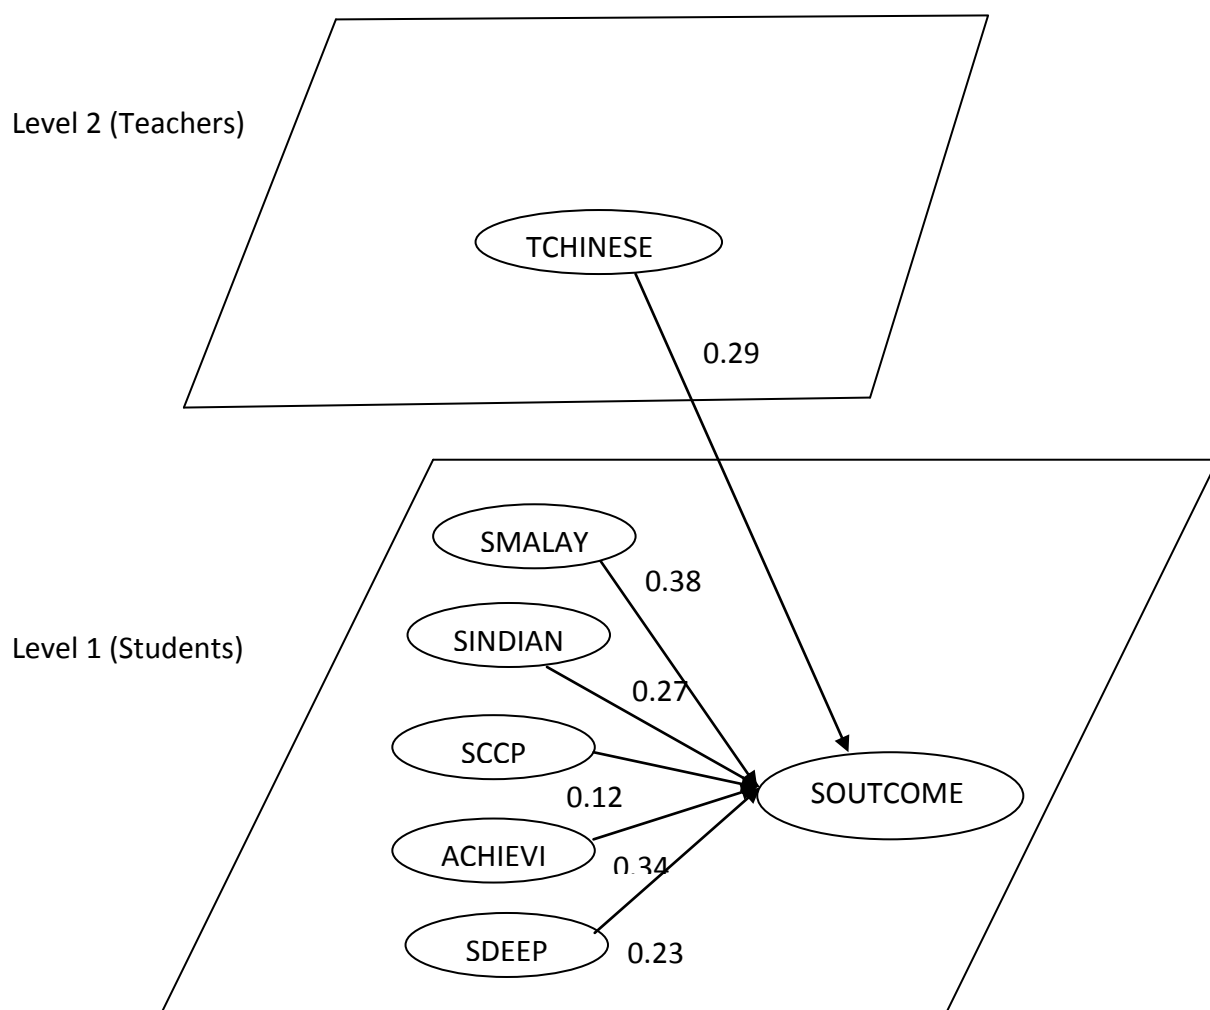 Level 2 (Teachers)
TCHINESE
0.29
SMALAY
0.38
Level 1 (Students)
SINDIAN
0.27
SCCP
0.12
SOUTCOME
ACHIEVI
0.34
SDEEP
0.23